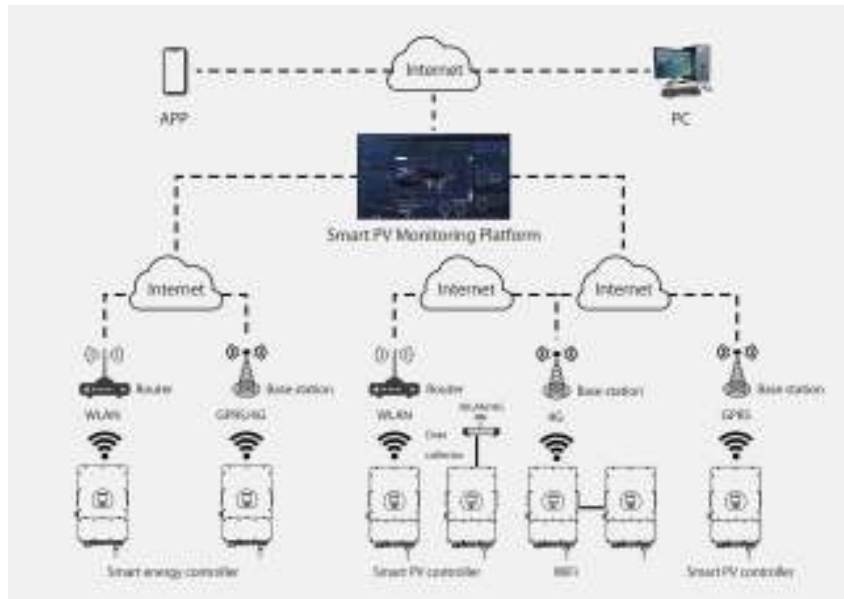 Internet
APP
PC
Smart PV Monitoring Platform
Internet
Internet
Internet
Router
Base station
Router
Base station
Base station
WLAN
GPRS/4G
WLAN
4G
GPRS
Smart energy controller
Smart PV controller
WiFi
Smart PV controller